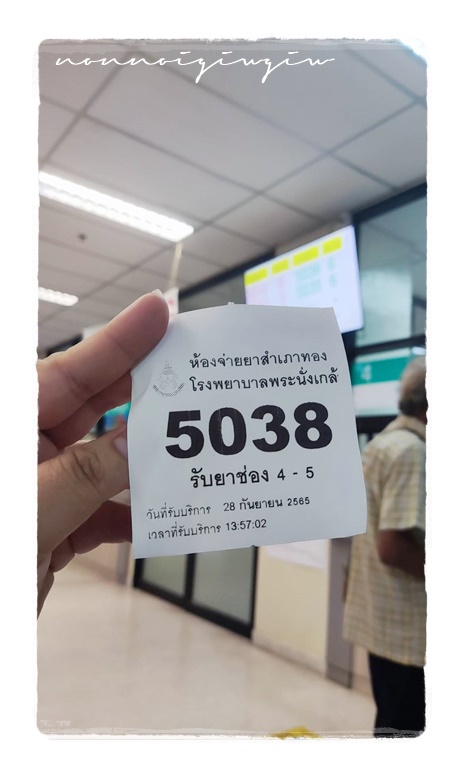 nonnoigiwgiw
ห้องจ่ายยาสำเภาทอง
โรงพยาบาลพระนั่งเกล้
5038
รับยาช่อง 4 - 5
วันที่รับบริการ 28 กันยายน 2565
เวลาที่รับบริการ 13:57:02
4